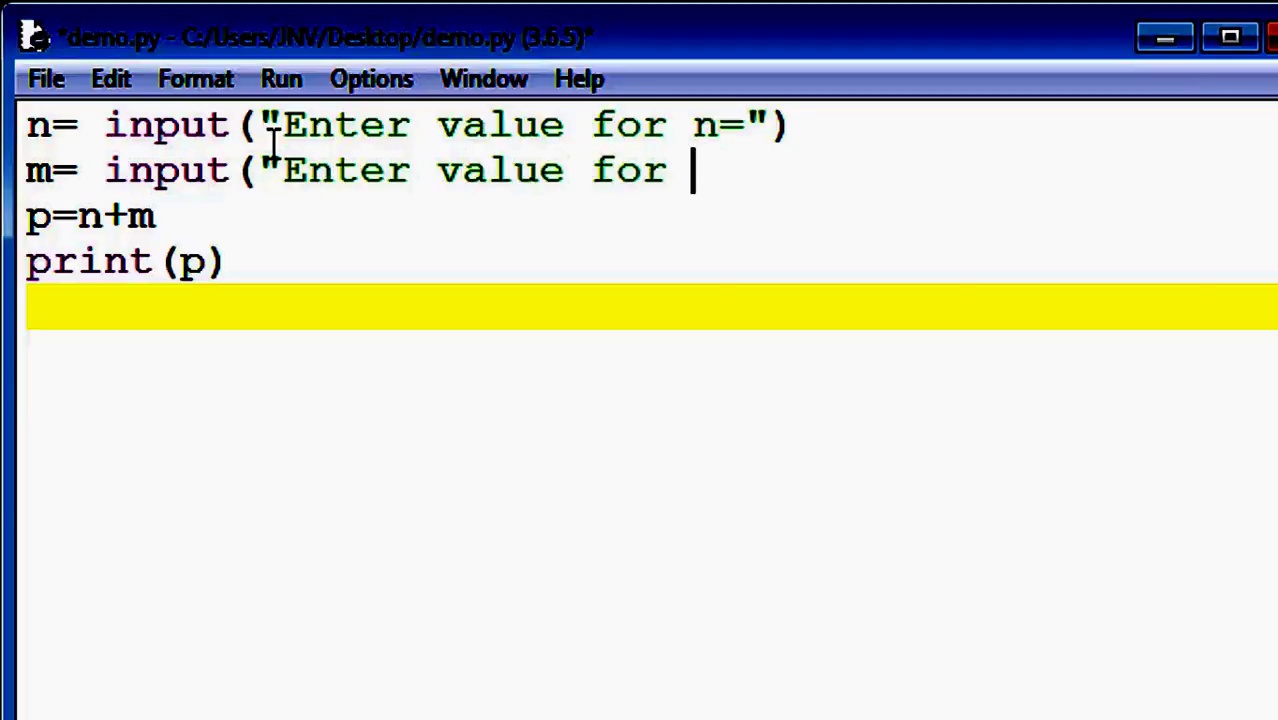 *demo.py - C:/Users/JNV/Desktop/demo.py (3.6.5)*
File Edit Format Run Options Window Help
n= input("Enter value for n=")
m= input("Enter value for
p=n+m
print(p)